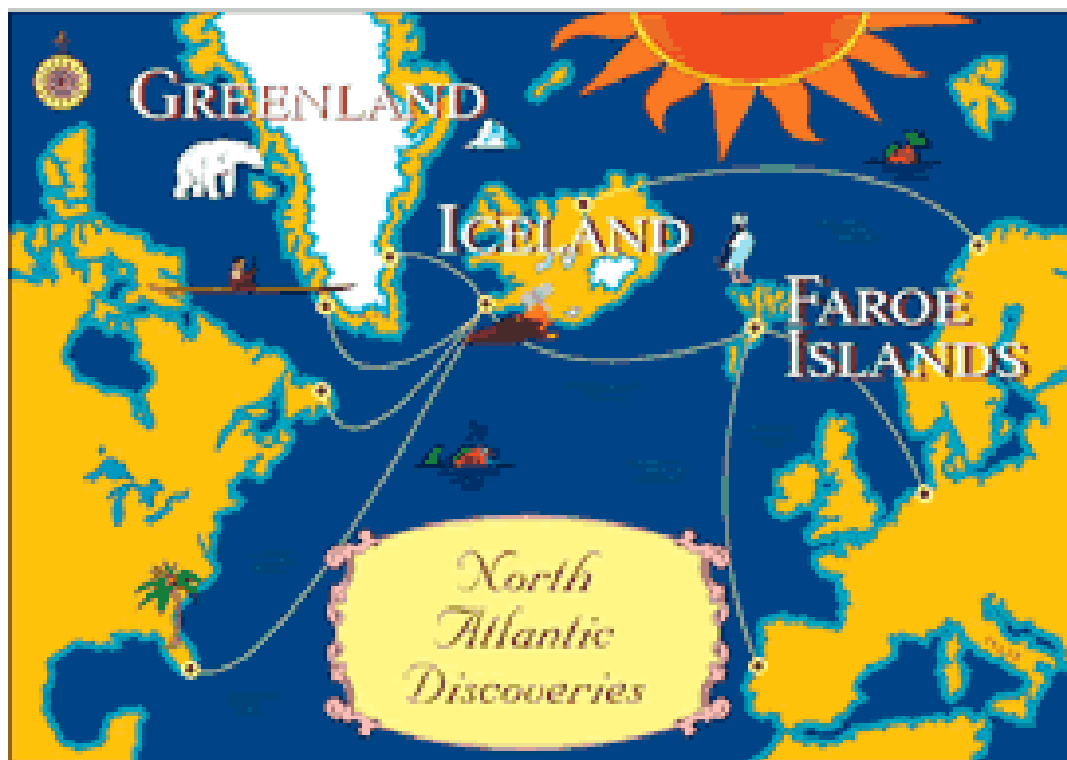 GREENLAND
ICELAND
FAROE
ISLANDS
North
Atlantic
Discoveries